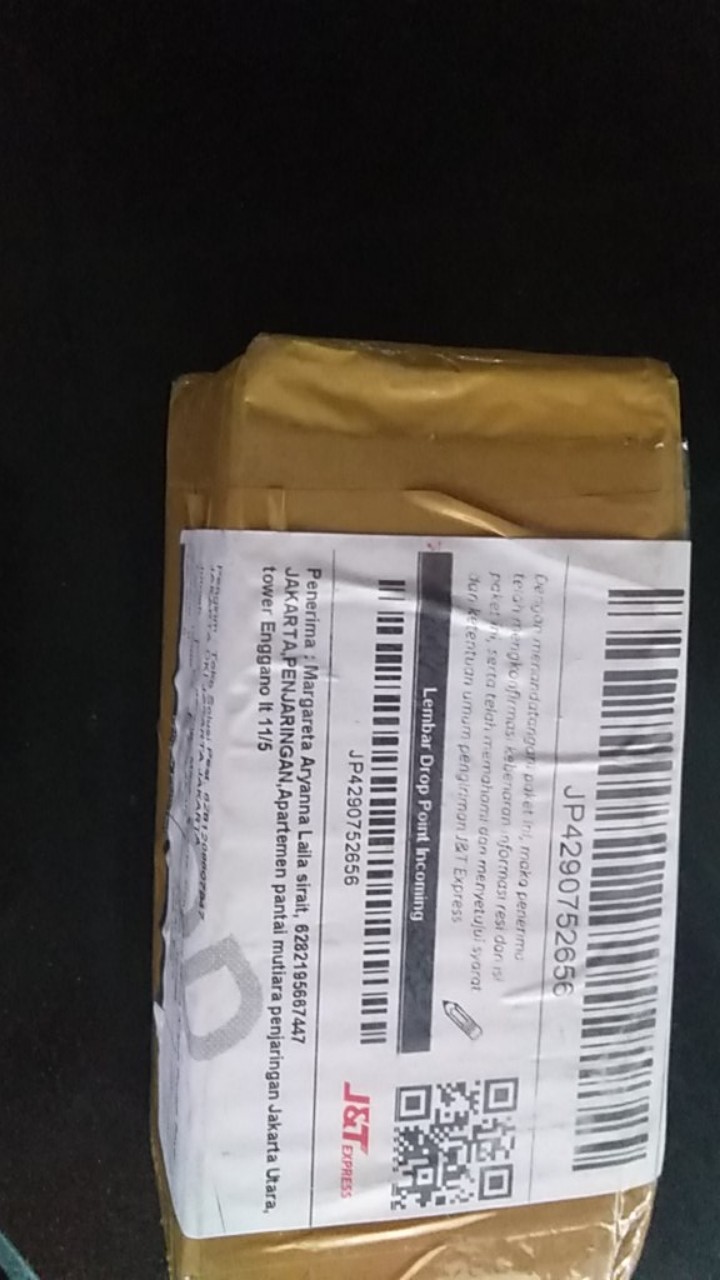 JP4290752656
Dengan menandatangani paket ini, maka penerima
telah mengkonfirmasi kebenaran informasi resi dan isi
paket ini, serta telah memahami dan menyetujui syarat
dan ketentuan umum pengiriman J&T Express
Lembar Drop Point Incoming
JP4290752656
J&T EXPRESS
Penerima : Margareta Aryanna Laila sirait, 6282195667447
JAKARTA,PENJARINGAN,Apartemen pantai mutiara penjaringan Jakarta Utara,
tower Enggano lt 11/5